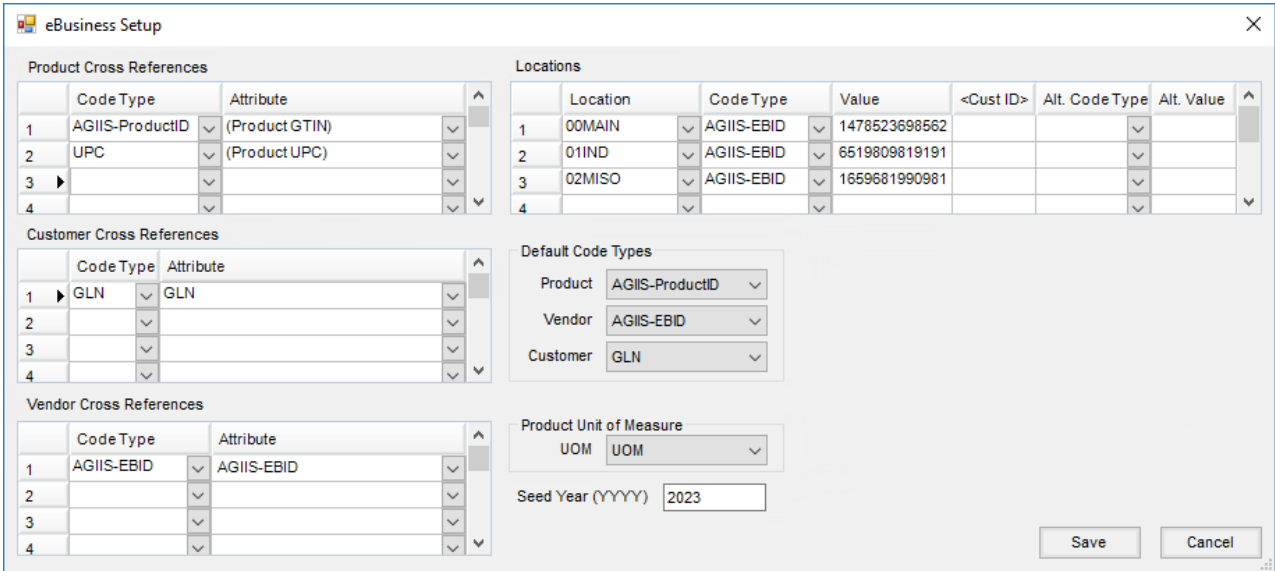 eBusiness Setup
Product Cross References
Code Type Attribute
1 AGIIS-ProductID (Product GTIN)
2 UPC (Product UPC)
3
4
Locations
Location Code Type Value <Cust ID> Alt. Code Type Alt. Value
1 00MAIN AGIIS-EBID 1478523698562
2 01IND AGIIS-EBID 6519809819191
3 02MISO AGIIS-EBID 1659681990981
4
Customer Cross References
Code Type Attribute
1 GLN GLN
2
3
4
Default Code Types
Product AGIIS-ProductID
Vendor AGIIS-EBID
Customer GLN
Vendor Cross References
Code Type Attribute
1 AGIIS-EBID AGIIS-EBID
2
3
4
Product Unit of Measure
UOM UOM
Seed Year (YYYY) 2023
Save Cancel